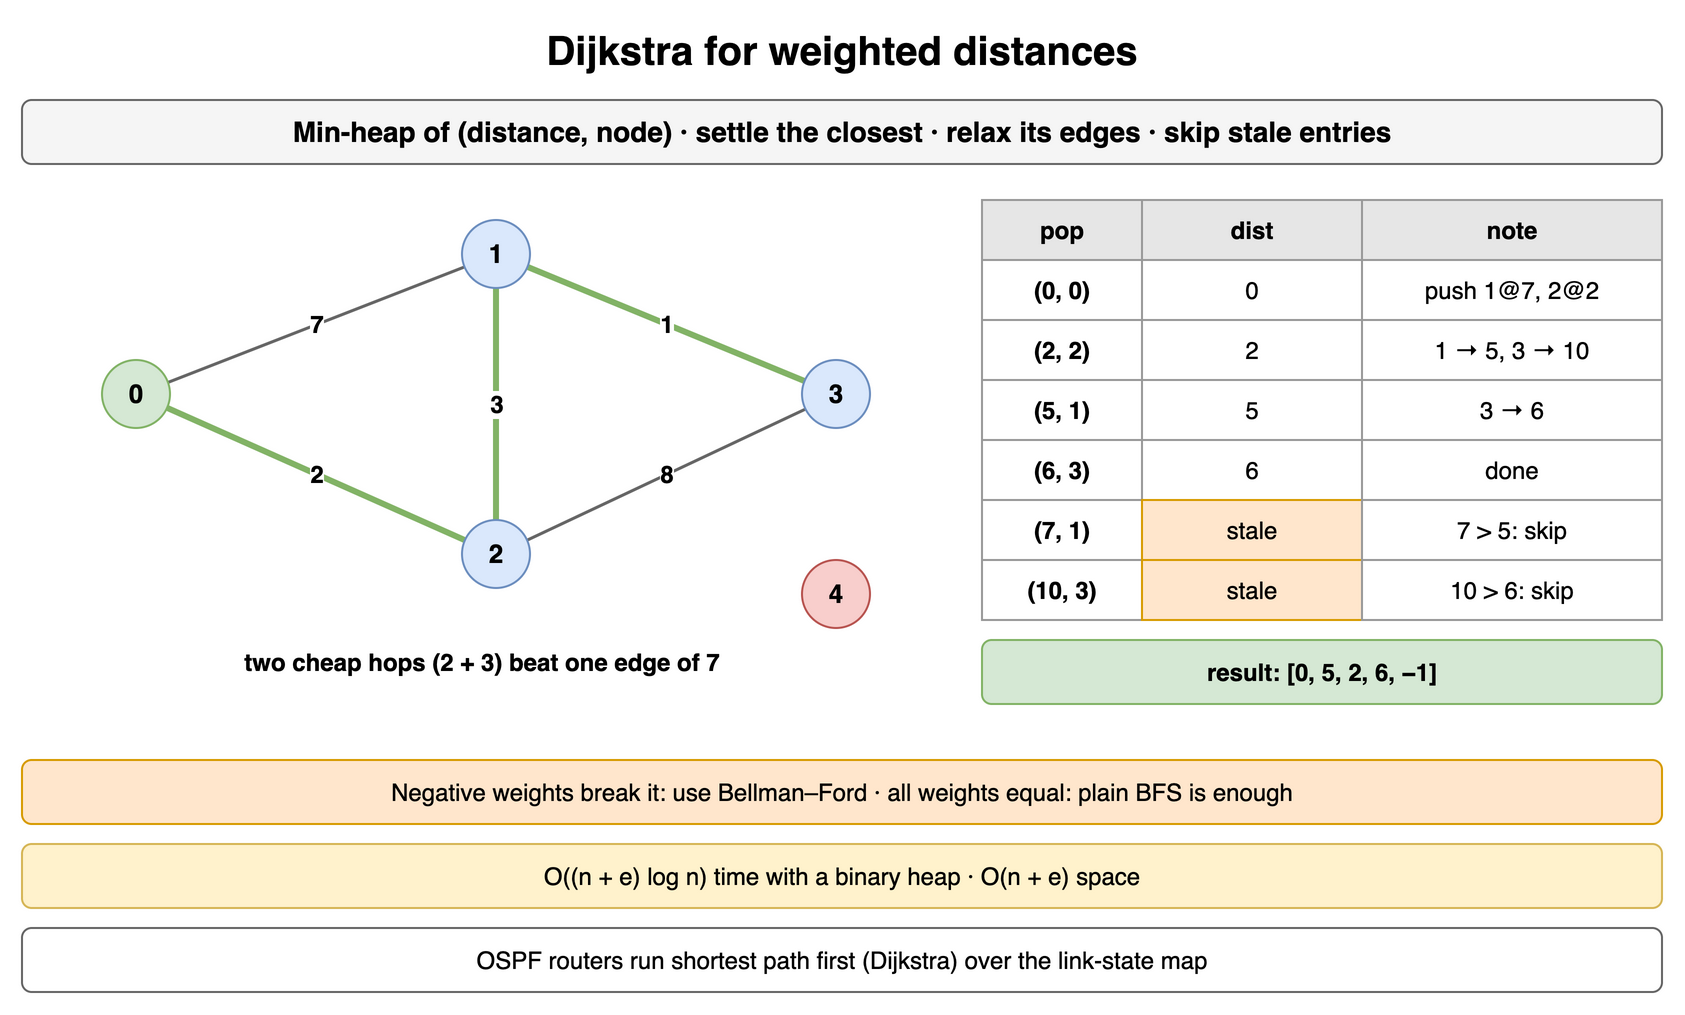 Dijkstra for weighted distances
Min-heap of (distance, node) · settle the closest · relax its edges · skip stale entries
1
7
1
0
3
3
2
8
2
4
two cheap hops (2 + 3) beat one edge of 7
pop dist note
(0, 0) 0 push 1@7, 2@2
(2, 2) 2 1 → 5, 3 → 10
(5, 1) 5 3 → 6
(6, 3) 6 done
(7, 1) stale 7 > 5: skip
(10, 3) stale 10 > 6: skip
result: [0, 5, 2, 6, −1]
Negative weights break it: use Bellman–Ford · all weights equal: plain BFS is enough
O((n + e) log n) time with a binary heap · O(n + e) space
OSPF routers run shortest path first (Dijkstra) over the link-state map